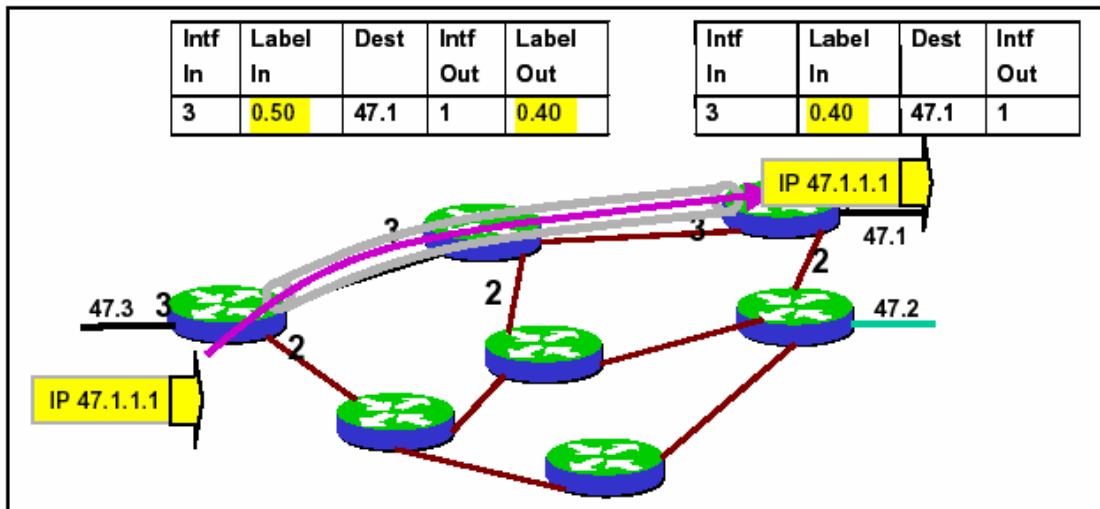 Intf Label Dest Intf Label
In In Out Out
3 0.50 47.1 1 0.40
Intf Label Dest Intf
In In Out
3 0.40 47.1 1
IP 47.1.1.1
3
3
47.1
2
2
47.3 3
47.2
2
IP 47.1.1.1